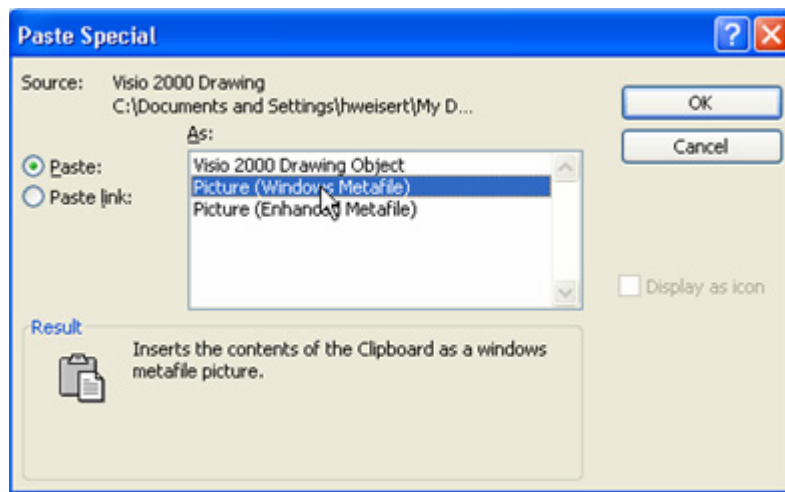 Paste Special
?
Source: Visio 2000 Drawing
C:\Documents and Settings\hweisert\My D...
OK
As:
Cancel
Paste:
Visio 2000 Drawing Object
Picture (Windows Metafile)
Paste link:
Picture (Enhanced Metafile)
Display as icon
Result
Inserts the contents of the Clipboard as a windows
metafile picture.